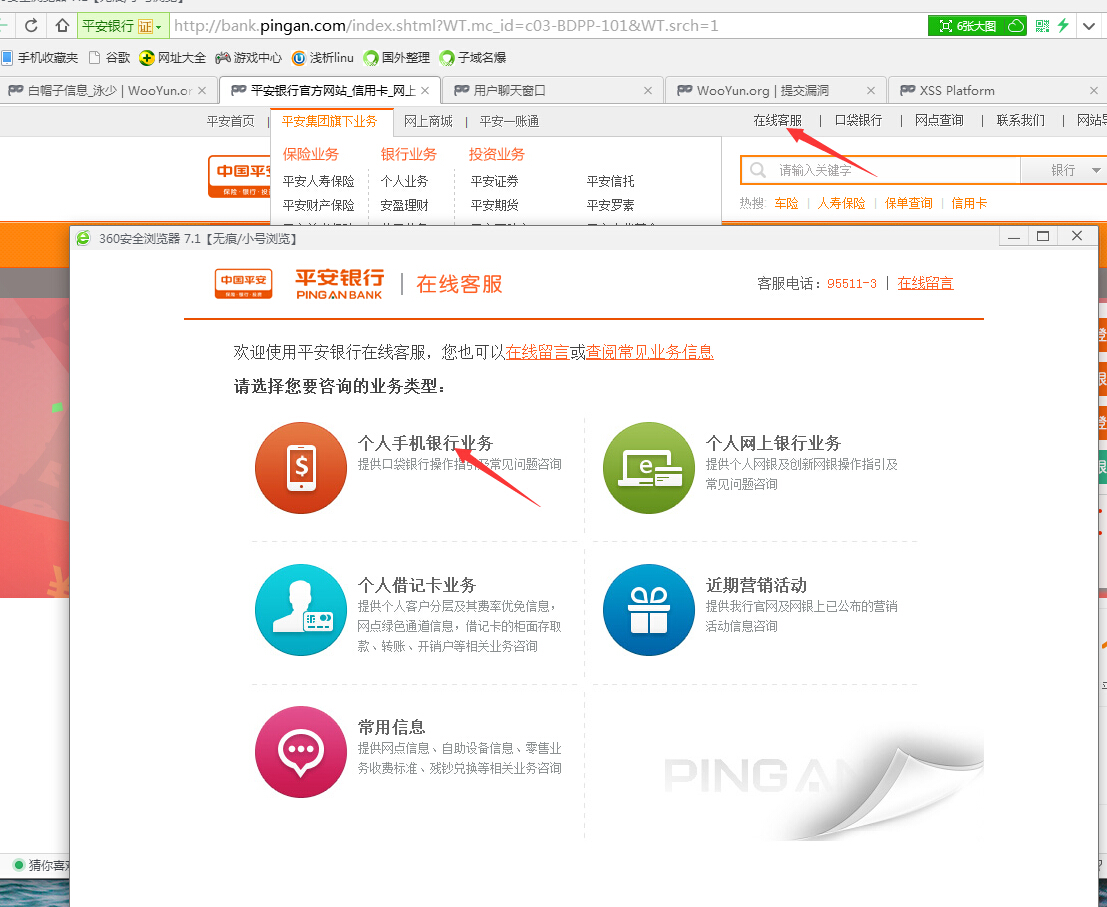 平安银行 证 http://bank.pingan.com/index.shtml?WT.mc_id=c03-BDPP-101&WT.srch=1 6张大图
手机收藏夹 谷歌 网址大全 游戏中心 浅析linu 国外整理 子域名爆
白帽子信息_泳少 | WooYun.or 平安银行官方网站_信用卡_网上 用户聊天窗口 WooYun.org | 提交漏洞 XSS Platform
平安首页 | 平安集团旗下业务 网上商城 | 平安一账通 在线客服 | 口袋银行 | 网点查询 | 联系我们 | 网站
保险业务 银行业务 投资业务
中国平
保险·银行·投
平安人寿保险 个人业务 平安证券 平安信托
请输入关键字 银行
平安财产保险 安盈理财 平安期货 平安罗素
热搜 车险 | 人寿保险 | 保单查询 | 信用卡
360安全浏览器 7.1【无痕/小号浏览】
中国平安
保险·银行·投资
平安银行
PING AN BANK
在线客服
客服电话：95511-3 | 在线留言
欢迎使用平安银行在线客服，您也可以在线留言或查阅常见业务信息
请选择您要咨询的业务类型：
个人手机银行业务
提供口袋银行操作指引及常见问题咨询
个人网上银行业务
提供个人网银及创新网银操作指引及
常见问题咨询
个人借记卡业务
提供个人客户分层及其费率优免信息，
网点绿色通道信息，借记卡的柜面存取
款、转账、开销户等相关业务咨询
近期营销活动
提供我行官网及网银上已公布的营销
活动信息咨询
常用信息
提供网点信息、自助设备信息、零售业
务收费标准、残钞兑换等相关业务咨询
PING AN
猜你喜